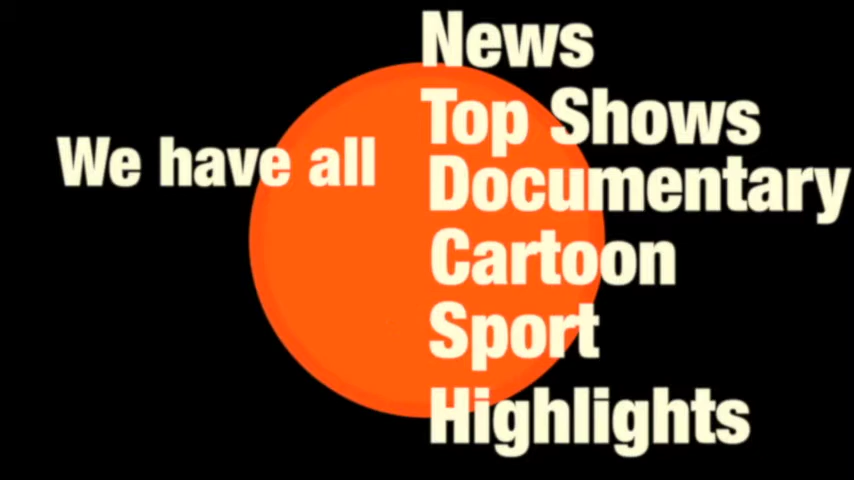 We have all
News
Top Shows
Documentary
Cartoon
Sport
Highlights